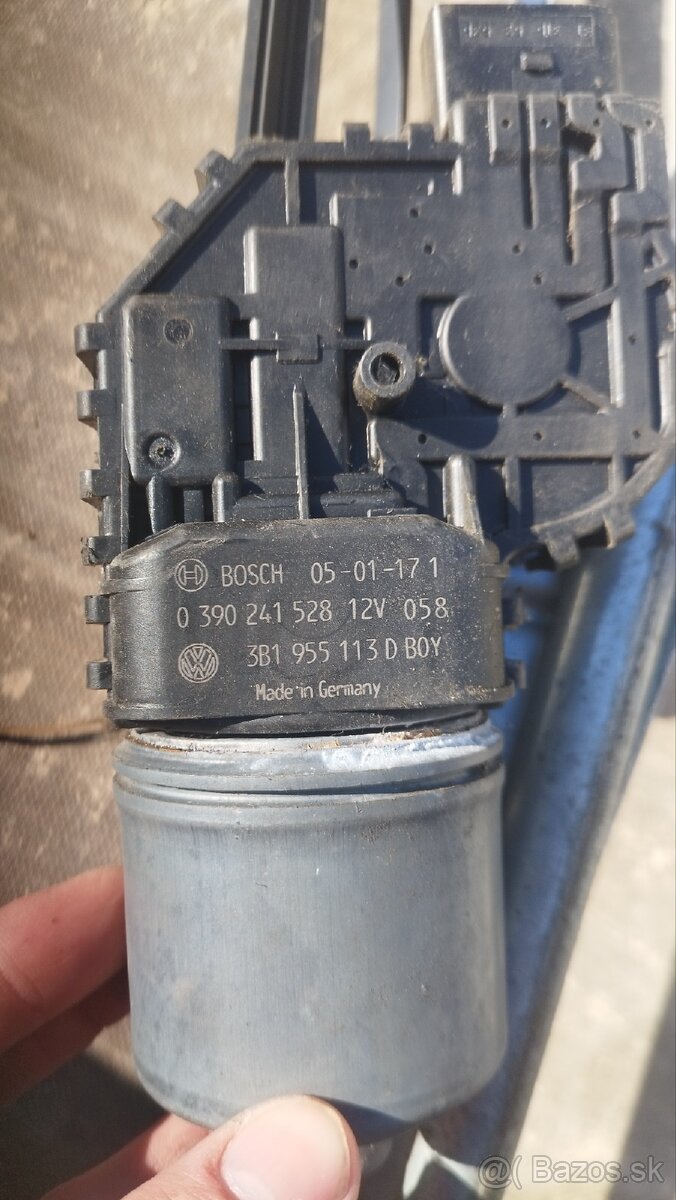 BOSCH 05-01-17 1
0 390 241 528 12V 058
VW 3B1 955 113 D BOY
Made in Germany
@( Bazos.sk